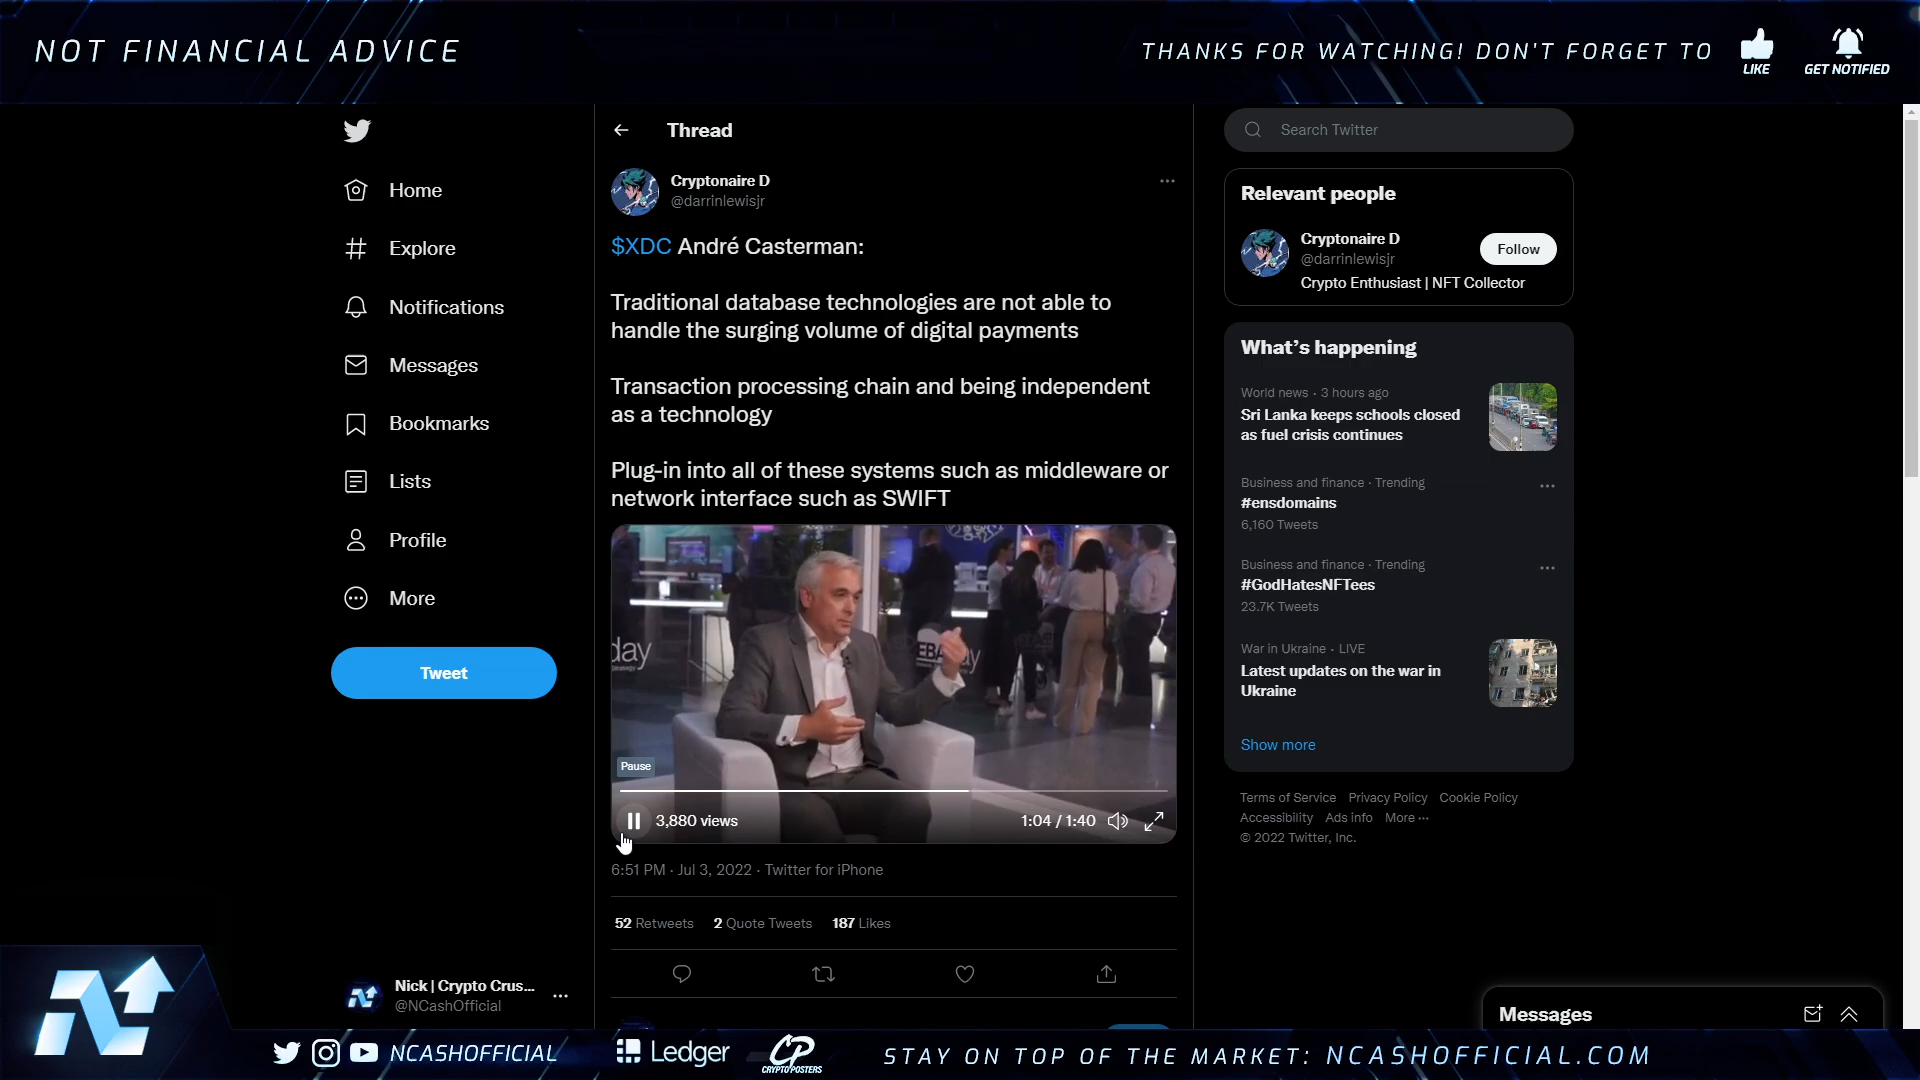 NOT FINANCIAL ADVICE
THANKS FOR WATCHING! DON'T FORGET TO
LIKE
GET NOTIFIED
Home
Explore
Notifications
Messages
Bookmarks
Lists
Profile
More
Tweet
Nick | Crypto Crus...
@NCashOfficial
Thread
Cryptonaire D
@darrinlewisjr
$XDC André Casterman:
Traditional database technologies are not able to
handle the surging volume of digital payments
Transaction processing chain and being independent
as a technology
Plug-in into all of these systems such as middleware or
network interface such as SWIFT
day
EBA
Pause
3,880 views
1:04 / 1:40
6:51 PM · Jul 3, 2022 · Twitter for iPhone
52 Retweets 2 Quote Tweets 187 Likes
Search Twitter
Relevant people
Cryptonaire D
@darrinlewisjr
Follow
Crypto Enthusiast | NFT Collector
What's happening
World news · 3 hours ago
Sri Lanka keeps schools closed
as fuel crisis continues
Business and finance · Trending
#ensdomains
6,160 Tweets
Business and finance · Trending
#GodHatesNFTees
23.7K Tweets
War in Ukraine · LIVE
Latest updates on the war in
Ukraine
Show more
Terms of Service Privacy Policy Cookie Policy
Accessibility Ads info More ···
© 2022 Twitter, Inc.
Messages
NCASHOFFICIAL
Ledger
CP
CRYPTO POSTERS
STAY ON TOP OF THE MARKET: NCASHOFFICIAL.COM